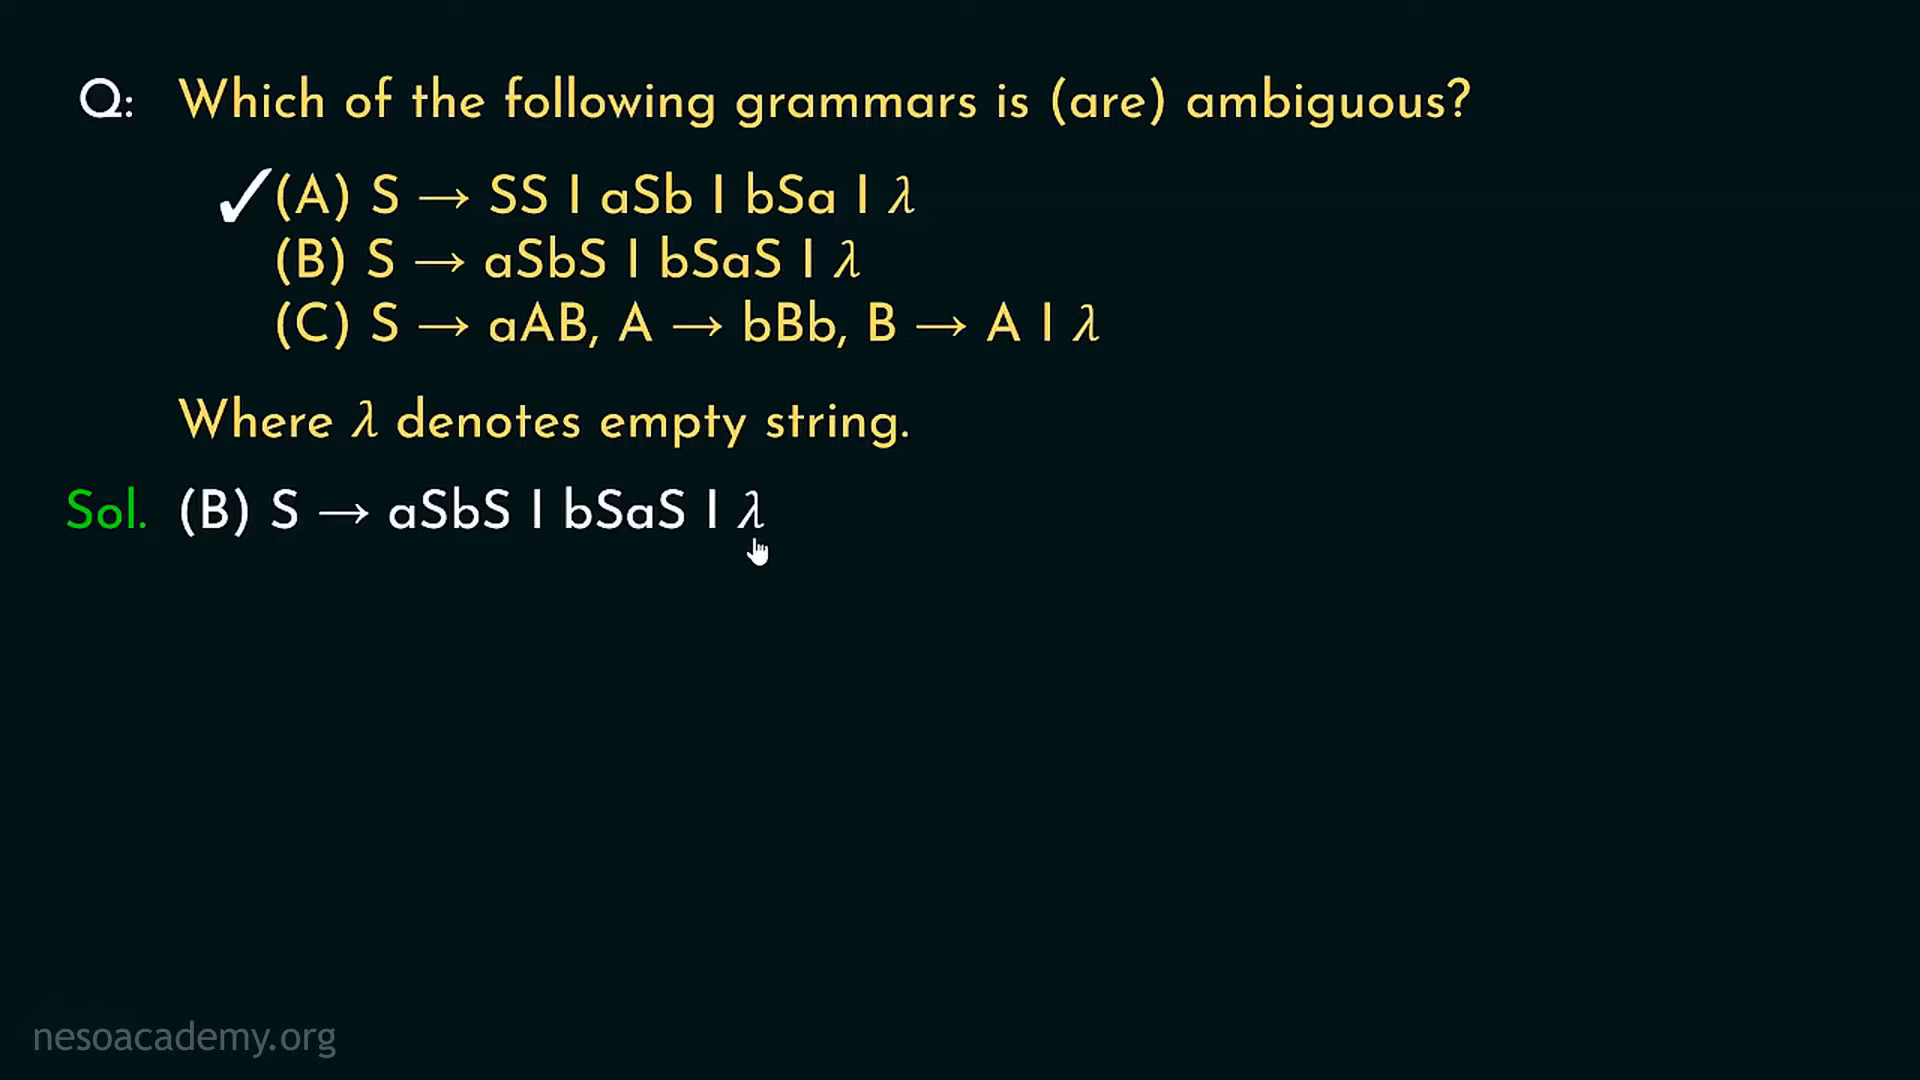 Q: Which of the following grammars is (are) ambiguous?
✓(A) S → SS | aSb | bSa | λ
(B) S → aSbS | bSaS | λ
(C) S → aAB, A → bBb, B → A | λ
Where λ denotes empty string.
Sol. (B) S → aSbS | bSaS | λ
nesoacademy.org